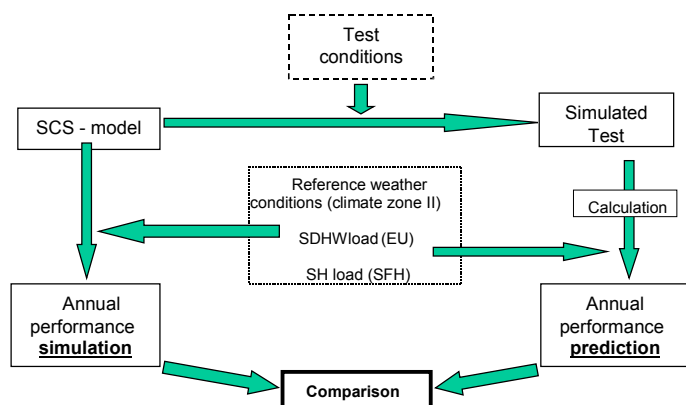 Test
conditions
SCS - model
Simulated
Test
Reference weather
conditions (climate zone II)
SDHWload (EU)
SH load (SFH)
Calculation
Annual
performance
simulation
Annual
performance
prediction
Comparison